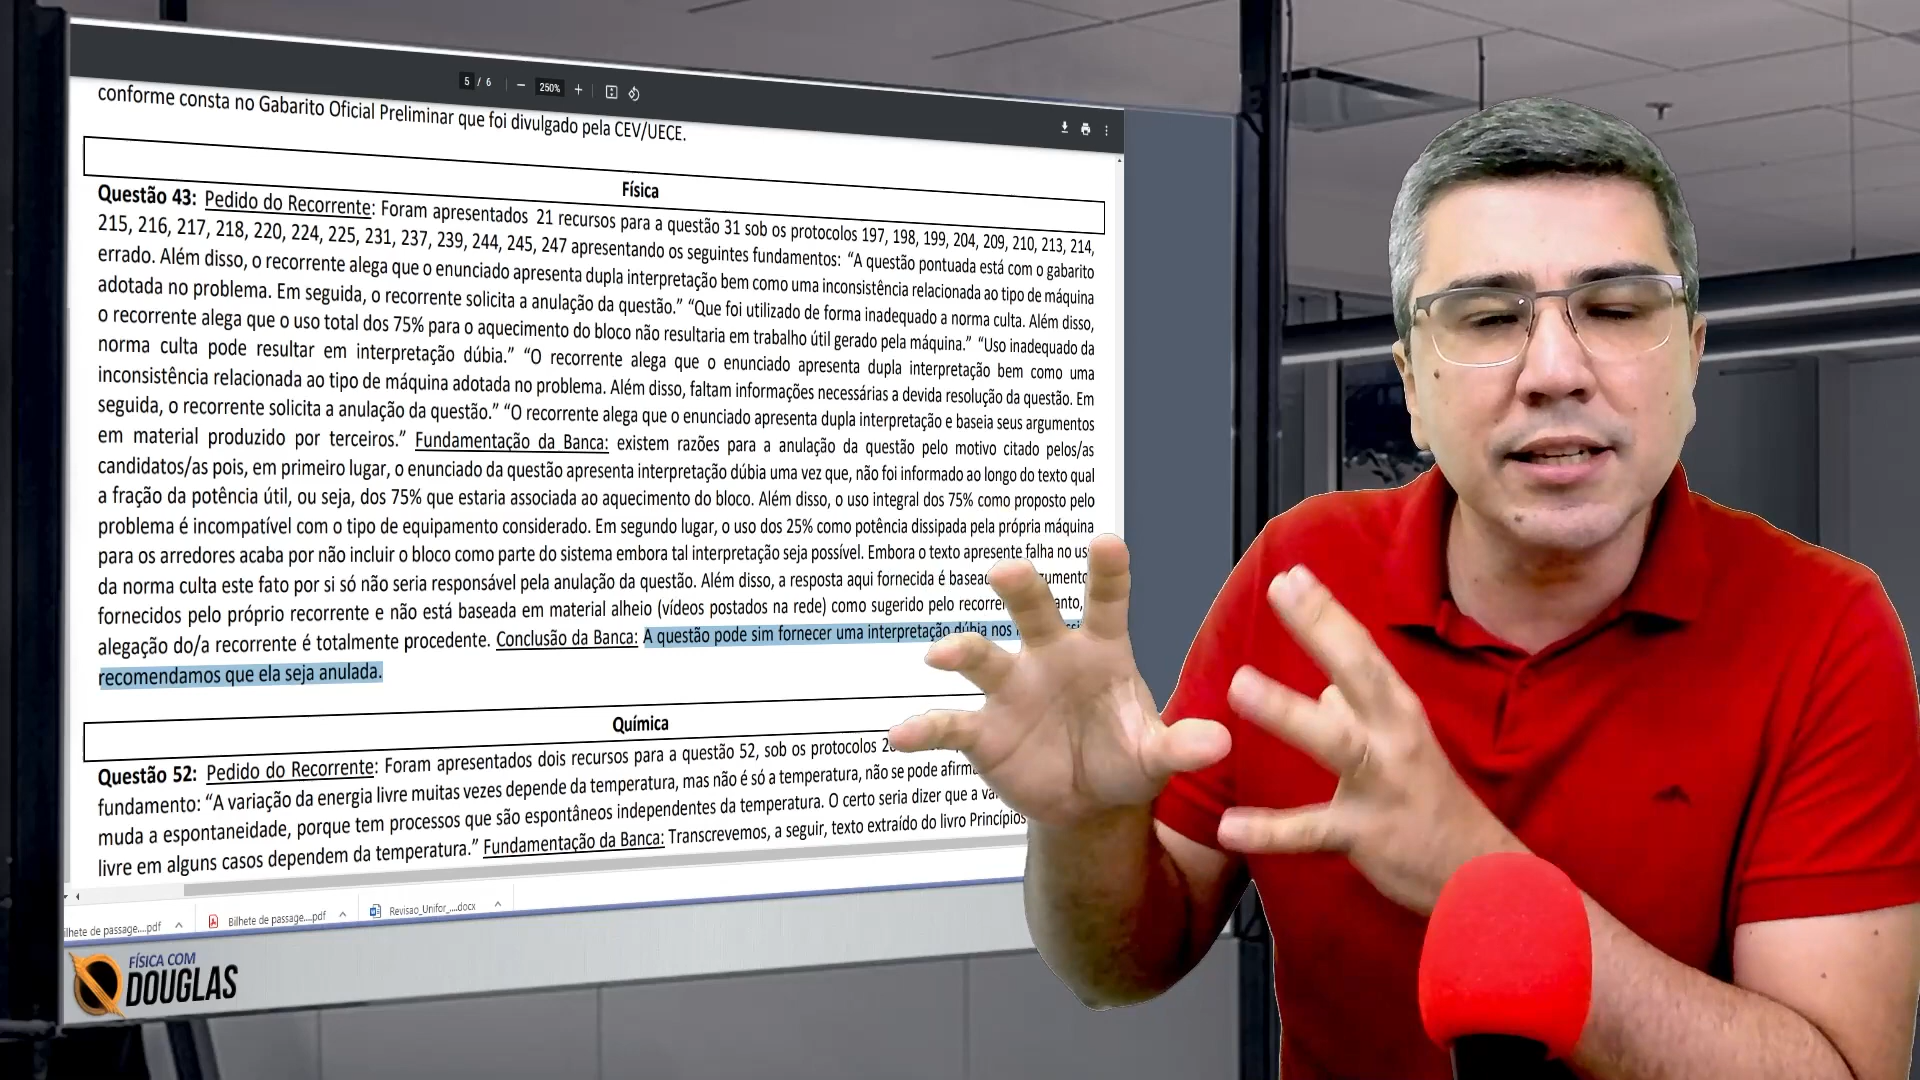 5 / 6
250%
conforme consta no Gabarito Oficial Preliminar que foi divulgado pela CEV/UECE.
Física
Questão 43: Pedido do Recorrente: Foram apresentados 21 recursos para a questão 31 sob os protocolos 197, 198, 199, 204, 209, 210, 213, 214,
215, 216, 217, 218, 220, 224, 225, 231, 237, 239, 244, 245, 247 apresentando os seguintes fundamentos: “A questão pontuada está com o gabarito
errado. Além disso, o recorrente alega que o enunciado apresenta dupla interpretação bem como uma inconsistência relacionada ao tipo de máquina
adotada no problema. Em seguida, o recorrente solicita a anulação da questão.” “Que foi utilizado de forma inadequado a norma culta. Além disso,
o recorrente alega que o uso total dos 75% para o aquecimento do bloco não resultaria em trabalho útil gerado pela máquina.” “Uso inadequado da
norma culta pode resultar em interpretação dúbia.” “O recorrente alega que o enunciado apresenta dupla interpretação bem como uma
inconsistência relacionada ao tipo de máquina adotada no problema. Além disso, faltam informações necessárias a devida resolução da questão. Em
seguida, o recorrente solicita a anulação da questão.” “O recorrente alega que o enunciado apresenta dupla interpretação e baseia seus argumentos
em material produzido por terceiros.” Fundamentação da Banca: existem razões para a anulação da questão pelo motivo citado pelos/as
candidatos/as pois, em primeiro lugar, o enunciado da questão apresenta interpretação dúbia uma vez que, não foi informado ao longo do texto qual
a fração da potência útil, ou seja, dos 75% que estaria associada ao aquecimento do bloco. Além disso, o uso integral dos 75% como proposto pelo
problema é incompatível com o tipo de equipamento considerado. Em segundo lugar, o uso dos 25% como potência dissipada pela própria máquina
para os arredores acaba por não incluir o bloco como parte do sistema embora tal interpretação seja possível. Embora o texto apresente falha no us
da norma culta este fato por si só não seria responsável pela anulação da questão. Além disso, a resposta aqui fornecida é basead
fornecidos pelo próprio recorrente e não está baseada em material alheio (vídeos postados na rede) como sugerido pelo recorre
alegação do/a recorrente é totalmente procedente. Conclusão da Banca: A questão pode sim fornecer uma interpretação dúbia nos
recomendamos que ela seja anulada.
Química
Questão 52: Pedido do Recorrente: Foram apresentados dois recursos para a questão 52, sob os protocolos
fundamento: “A variação da energia livre muitas vezes depende da temperatura, mas não é só a temperatura, não se pode afirma
muda a espontaneidade, porque tem processos que são espontâneos independentes da temperatura. O certo seria dizer que a va
livre em alguns casos dependem da temperatura.” Fundamentação da Banca: Transcrevemos, a seguir, texto extraído do livro Princípios
ilhete de passage....pdf
Bilhete de passage....pdf
Revisao_Unifor_....docx
FÍSICA COM
DOUGLAS